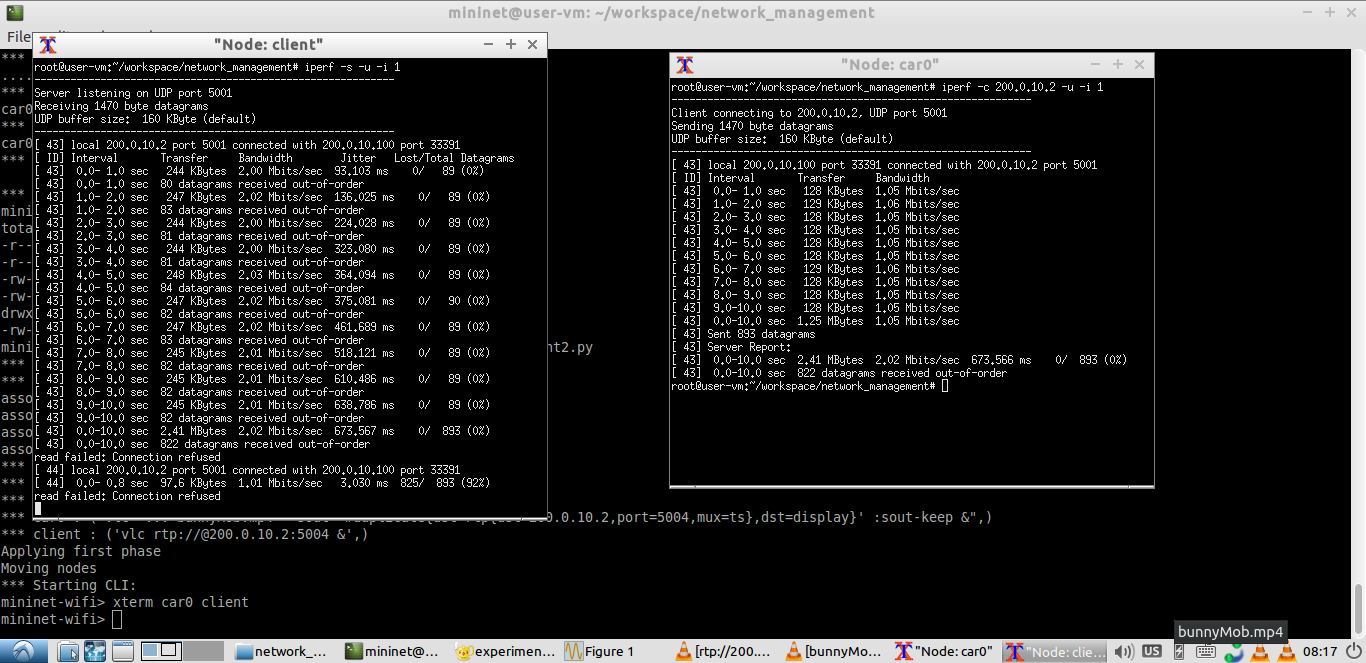 mininet@user-vm: ~/workspace/network_management
File
"Node: client"
root@user-vm:~/workspace/network_management# iperf -s -u -i 1
------------------------------------------------------------
Server listening on UDP port 5001
Receiving 1470 byte datagrams
UDP buffer size:  160 KByte (default)
------------------------------------------------------------
[ 43] local 200.0.10.2 port 5001 connected with 200.0.10.100 port 33391
[ ID] Interval       Transfer     Bandwidth        Jitter   Lost/Total Datagrams
[ 43]  0.0- 1.0 sec   244 KBytes  2.00 Mbits/sec  93.103 ms    0/   89 (0%)
[ 43]  0.0- 1.0 sec  80 datagrams received out-of-order
[ 43]  1.0- 2.0 sec   247 KBytes  2.02 Mbits/sec  136.025 ms    0/   89 (0%)
[ 43]  1.0- 2.0 sec  83 datagrams received out-of-order
[ 43]  2.0- 3.0 sec   244 KBytes  2.00 Mbits/sec  224.028 ms    0/   89 (0%)
[ 43]  2.0- 3.0 sec  81 datagrams received out-of-order
[ 43]  3.0- 4.0 sec   244 KBytes  2.00 Mbits/sec  323.080 ms    0/   89 (0%)
[ 43]  3.0- 4.0 sec  81 datagrams received out-of-order
[ 43]  4.0- 5.0 sec   248 KBytes  2.03 Mbits/sec  364.094 ms    0/   89 (0%)
[ 43]  4.0- 5.0 sec  84 datagrams received out-of-order
[ 43]  5.0- 6.0 sec   247 KBytes  2.02 Mbits/sec  375.081 ms    0/   90 (0%)
[ 43]  5.0- 6.0 sec  82 datagrams received out-of-order
[ 43]  6.0- 7.0 sec   247 KBytes  2.02 Mbits/sec  461.689 ms    0/   89 (0%)
[ 43]  6.0- 7.0 sec  83 datagrams received out-of-order
[ 43]  7.0- 8.0 sec   245 KBytes  2.01 Mbits/sec  518.121 ms    0/   89 (0%)
[ 43]  7.0- 8.0 sec  82 datagrams received out-of-order
[ 43]  8.0- 9.0 sec   245 KBytes  2.01 Mbits/sec  610.486 ms    0/   89 (0%)
[ 43]  8.0- 9.0 sec  82 datagrams received out-of-order
[ 43]  9.0-10.0 sec   245 KBytes  2.01 Mbits/sec  638.786 ms    0/   89 (0%)
[ 43]  9.0-10.0 sec  82 datagrams received out-of-order
[ 43]  0.0-10.0 sec  2.41 MBytes  2.02 Mbits/sec  673.567 ms    0/  893 (0%)
[ 43]  0.0-10.0 sec  822 datagrams received out-of-order
read failed: Connection refused
[ 44] local 200.0.10.2 port 5001 connected with 200.0.10.100 port 33391
[ 44]  0.0- 0.8 sec  97.6 KBytes  1.01 Mbits/sec   3.030 ms  825/  893 (92%)
read failed: Connection refused
"Node: car0"
root@user-vm:~/workspace/network_management# iperf -c 200.0.10.2 -u -i 1
------------------------------------------------------------
Client connecting to 200.0.10.2, UDP port 5001
Sending 1470 byte datagrams
UDP buffer size:  160 KByte (default)
------------------------------------------------------------
[ 43] local 200.0.10.100 port 33391 connected with 200.0.10.2 port 5001
[ ID] Interval       Transfer     Bandwidth
[ 43]  0.0- 1.0 sec   128 KBytes  1.05 Mbits/sec
[ 43]  1.0- 2.0 sec   129 KBytes  1.06 Mbits/sec
[ 43]  2.0- 3.0 sec   128 KBytes  1.05 Mbits/sec
[ 43]  3.0- 4.0 sec   128 KBytes  1.05 Mbits/sec
[ 43]  4.0- 5.0 sec   128 KBytes  1.05 Mbits/sec
[ 43]  5.0- 6.0 sec   128 KBytes  1.05 Mbits/sec
[ 43]  6.0- 7.0 sec   129 KBytes  1.06 Mbits/sec
[ 43]  7.0- 8.0 sec   128 KBytes  1.05 Mbits/sec
[ 43]  8.0- 9.0 sec   128 KBytes  1.05 Mbits/sec
[ 43]  9.0-10.0 sec   128 KBytes  1.05 Mbits/sec
[ 43]  0.0-10.0 sec  1.25 MBytes  1.05 Mbits/sec
[ 43] Sent 893 datagrams
[ 43] Server Report:
[ 43]  0.0-10.0 sec  2.41 MBytes  2.02 Mbits/sec  673.566 ms    0/  893 (0%)
[ 43]  0.0-10.0 sec  822 datagrams received out-of-order
root@user-vm:~/workspace/network_management#
***
....
***
car0
***
car0
***
***
mini
tota
-r--
-r--
-rw-
-rw-
drwx
-rw-
mini nt2.py
***
***
asso
asso
asso
asso
***
***
***
*** 200.0.10.2,port=5004,mux=ts},dst=display}' :sout-keep &",)
*** client : ('vlc rtp://@200.0.10.2:5004 &',)
Applying first phase
Moving nodes
*** Starting CLI:
mininet-wifi> xterm car0 client
mininet-wifi>
bunnyMob.mp4
network_... mininet@... experimen... Figure 1 [rtp://200.... [bunnyMo... "Node: car0" "Node: clie... US 08:17